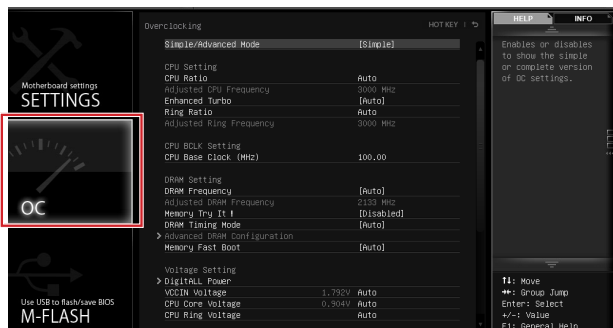 Motherboard settings
SETTINGS
OC
Use USB to flash/save BIOS
M-FLASH
Overclocking
HOT KEY
Simple/Advanced Mode [Simple]
CPU Setting
CPU Ratio Auto
Adjusted CPU Frequency 3000 MHz
Enhanced Turbo [Auto]
Ring Ratio Auto
Adjusted Ring Frequency 3000 MHz
CPU BCLK Setting
CPU Base Clock (MHz) 100.00
DRAM Setting
DRAM Frequency [Auto]
Adjusted DRAM Frequency 2133 MHz
Memory Try It ! [Disabled]
DRAM Timing Mode [Auto]
> Advanced DRAM Configuration
Memory Fast Boot [Auto]
Voltage Setting
> DigitALL Power
VCCIN Voltage 1.792V Auto
CPU Core Voltage 0.904V Auto
CPU Ring Voltage Auto
HELP
INFO
Enables or disables
to show the simple
or complete version
of OC settings.
↑↓: Move
→←: Group Jump
Enter: Select
+/-: Value
F1: General Help